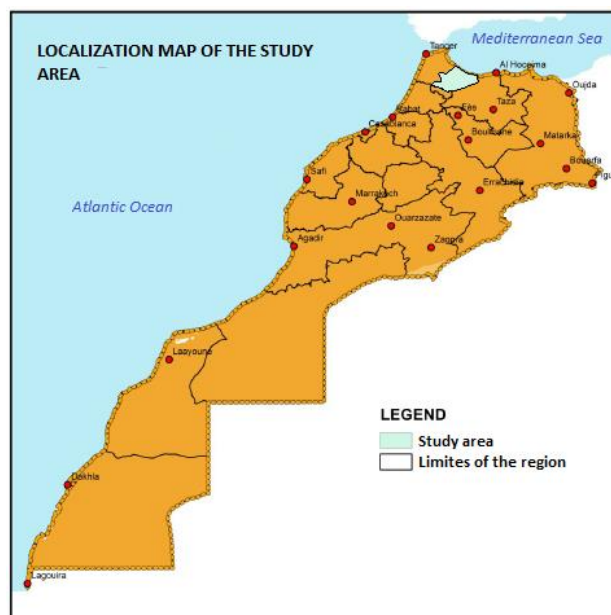 LOCALIZATION MAP OF THE STUDY
AREA
Mediterranean Sea
Tanger
Al Hoceima
Oujda
Rabat
Fès
Taza
Casablanca
Boulmane
Matarka
Bouarfa
Figu
Safi
Errachidia
Marrakech
Atlantic Ocean
Ouarzazate
Agadir
Zagora
Laayoune
LEGEND
Study area
Limites of the region
Dakhla
Lagouira